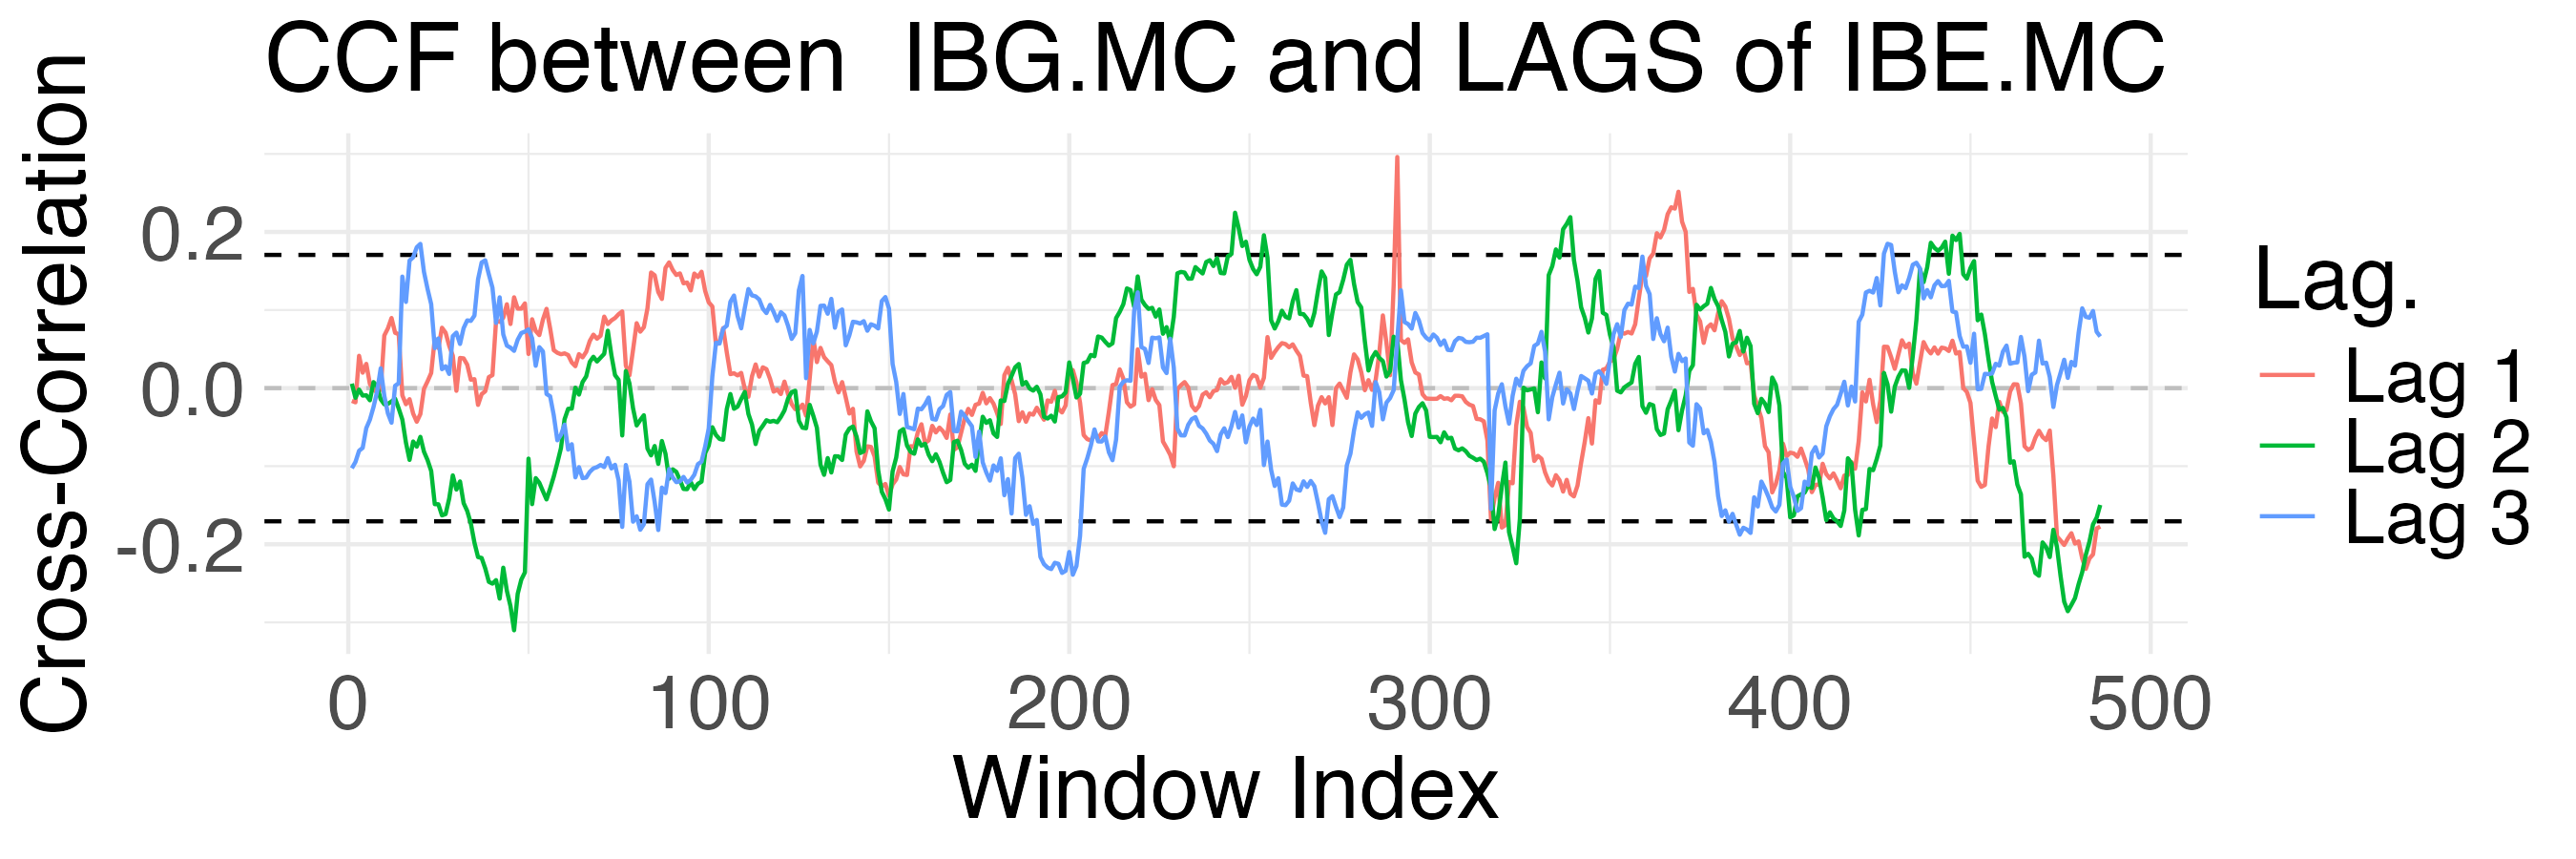 CCF between  IBG.MC and LAGS of IBE.MC
Cross-Correlation
0.2
0.0
-0.2
0 100 200 300 400 500
Window Index
Lag.
Lag 1
Lag 2
Lag 3